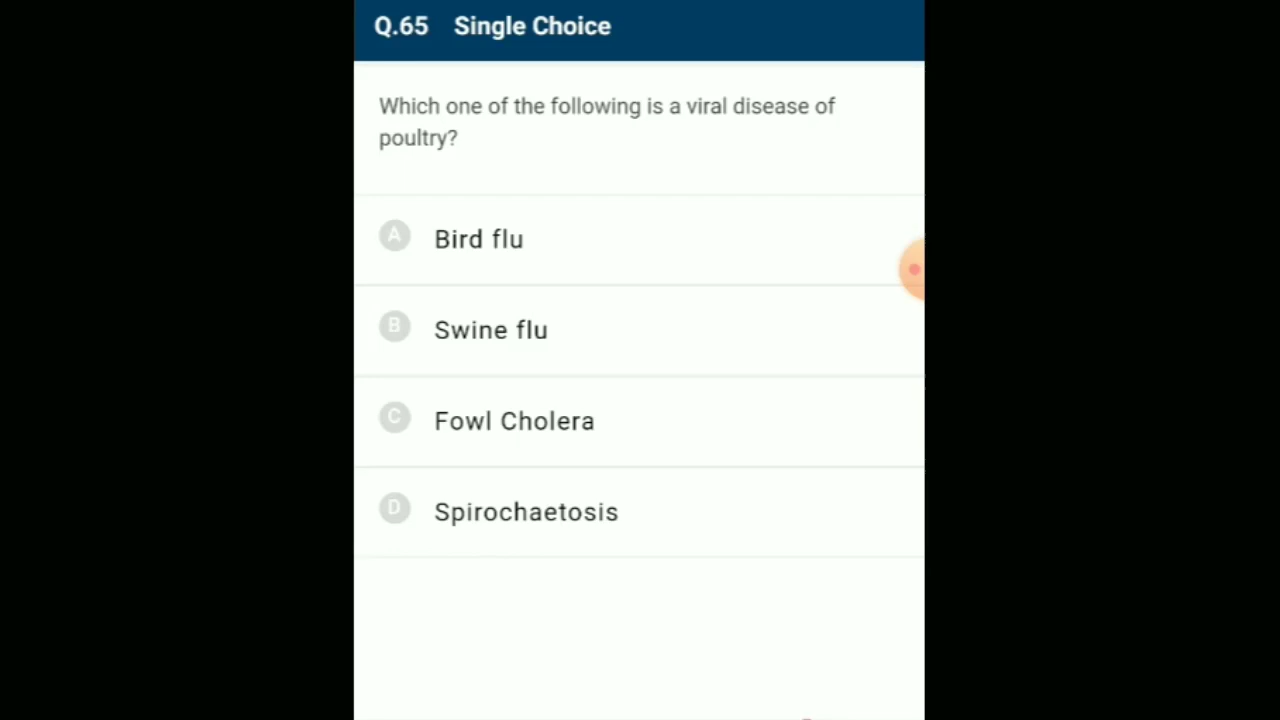 Q.65 Single Choice
Which one of the following is a viral disease of
poultry?
A Bird flu
B Swine flu
C Fowl Cholera
D Spirochaetosis